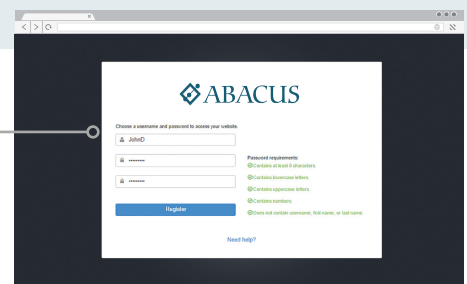 ABACUS
Choose a username and password to access your website.
JohnD
Password requirements:
Contains at least 8 characters
Contains lowercase letters
Contains uppercase letters
Contains numbers
Does not contain username, first name, or last name
Register
Need help?